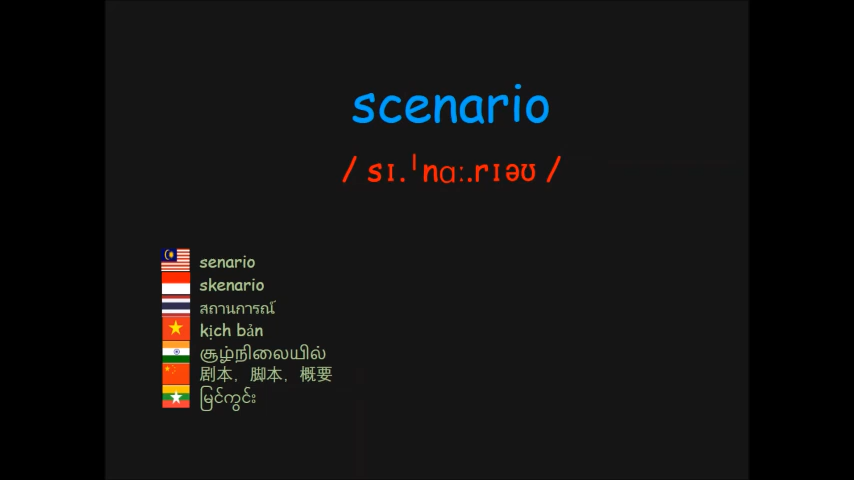 scenario
/ sɪ.ˈnɑː.rɪəʊ /
senario
skenario
สถานการณ์
kịch bản
சூழ்நிலையில்
剧本，脚本，概要
မြင်ကွင်း